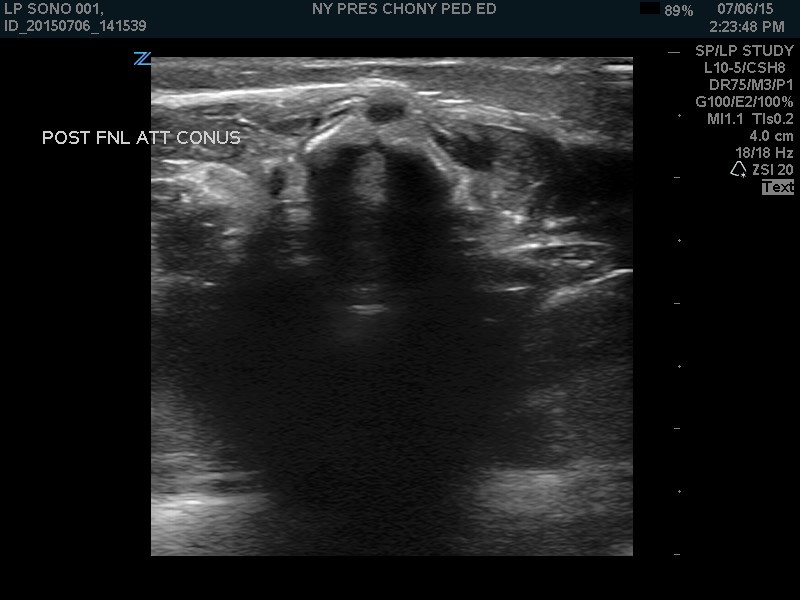 LP SONO 001,
ID_20150706_141539
NY PRES CHONY PED ED
89%
07/06/15
2:23:48 PM
Z
SP/LP STUDY
L10-5/CSH8
DR75/M3/P1
G100/E2/100%
MI1.1 TIs0.2
4.0 cm
18/18 Hz
ZSI 20
Text
POST FNL ATT CONUS